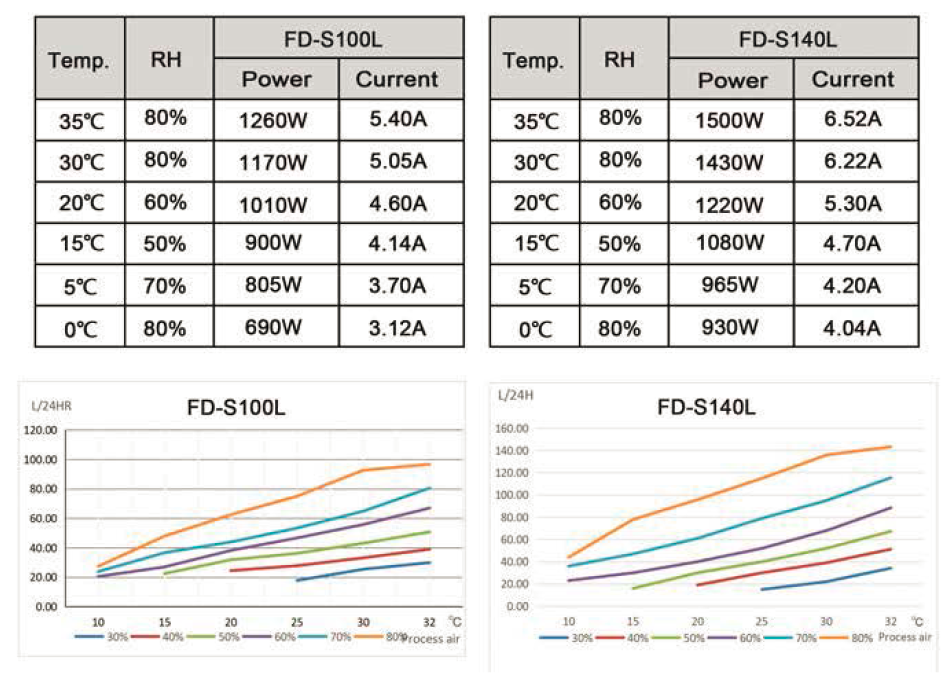 Temp. RH FD-S100L
Power Current
35℃ 80% 1260W 5.40A
30℃ 80% 1170W 5.05A
20℃ 60% 1010W 4.60A
15℃ 50% 900W 4.14A
5℃ 70% 805W 3.70A
0℃ 80% 690W 3.12A
Temp. RH FD-S140L
Power Current
35℃ 80% 1500W 6.52A
30℃ 80% 1430W 6.22A
20℃ 60% 1220W 5.30A
15℃ 50% 1080W 4.70A
5℃ 70% 965W 4.20A
0℃ 80% 930W 4.04A
L/24HR
FD-S100L
120.00
100.00
80.00
60.00
40.00
20.00
0.00
10 15 20 25 30 32 ℃
30% 40% 50% 60% 70% 80% Process air
L/24H
FD-S140L
160.00
140.00
120.00
100.00
80.00
60.00
40.00
20.00
0.00
10 15 20 25 30 32 ℃
30% 40% 50% 60% 70% 80% Process air